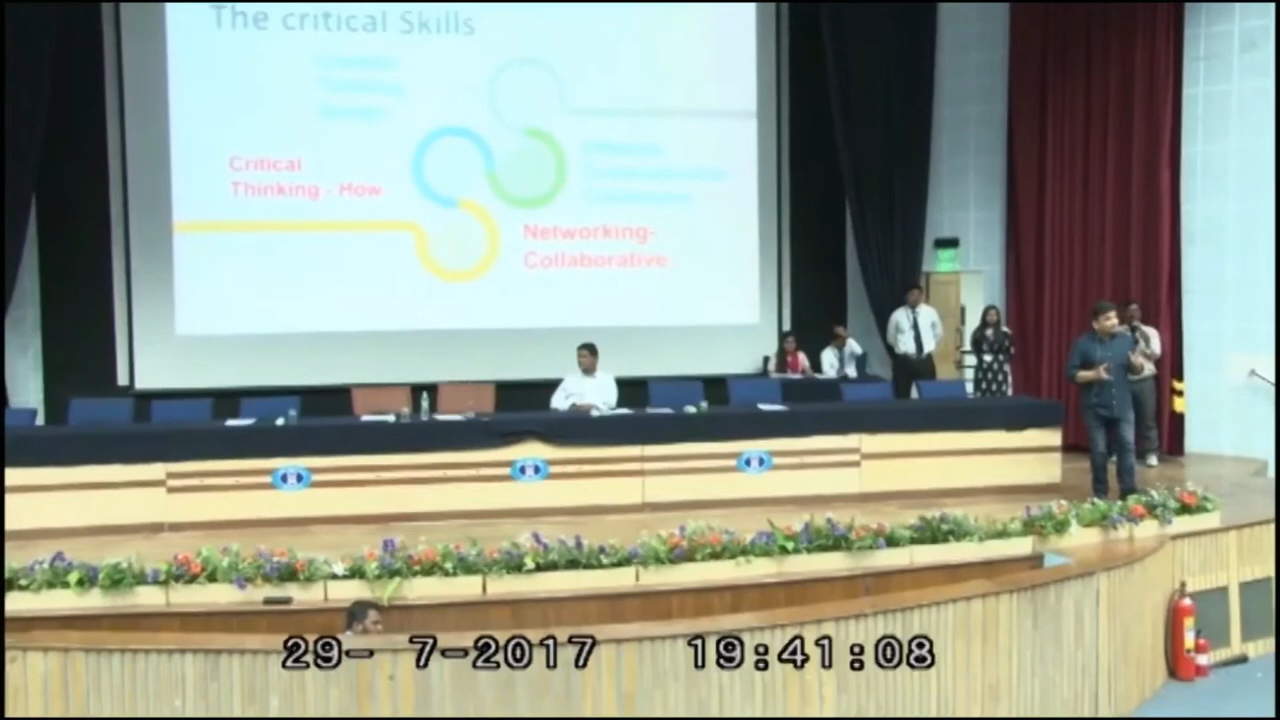 The critical Skills
Critical
Thinking - How
Networking-
Collaborative
29- 7-2017 19:41:08